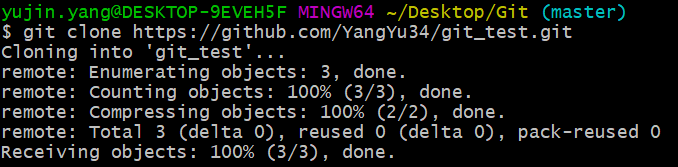 yujin.yang@DESKTOP-9EVEH5F MINGW64 ~/Desktop/Git (master)
$ git clone https://github.com/YangYu34/git_test.git
Cloning into 'git_test'...
remote: Enumerating objects: 3, done.
remote: Counting objects: 100% (3/3), done.
remote: Compressing objects: 100% (2/2), done.
remote: Total 3 (delta 0), reused 0 (delta 0), pack-reused 0
Receiving objects: 100% (3/3), done.